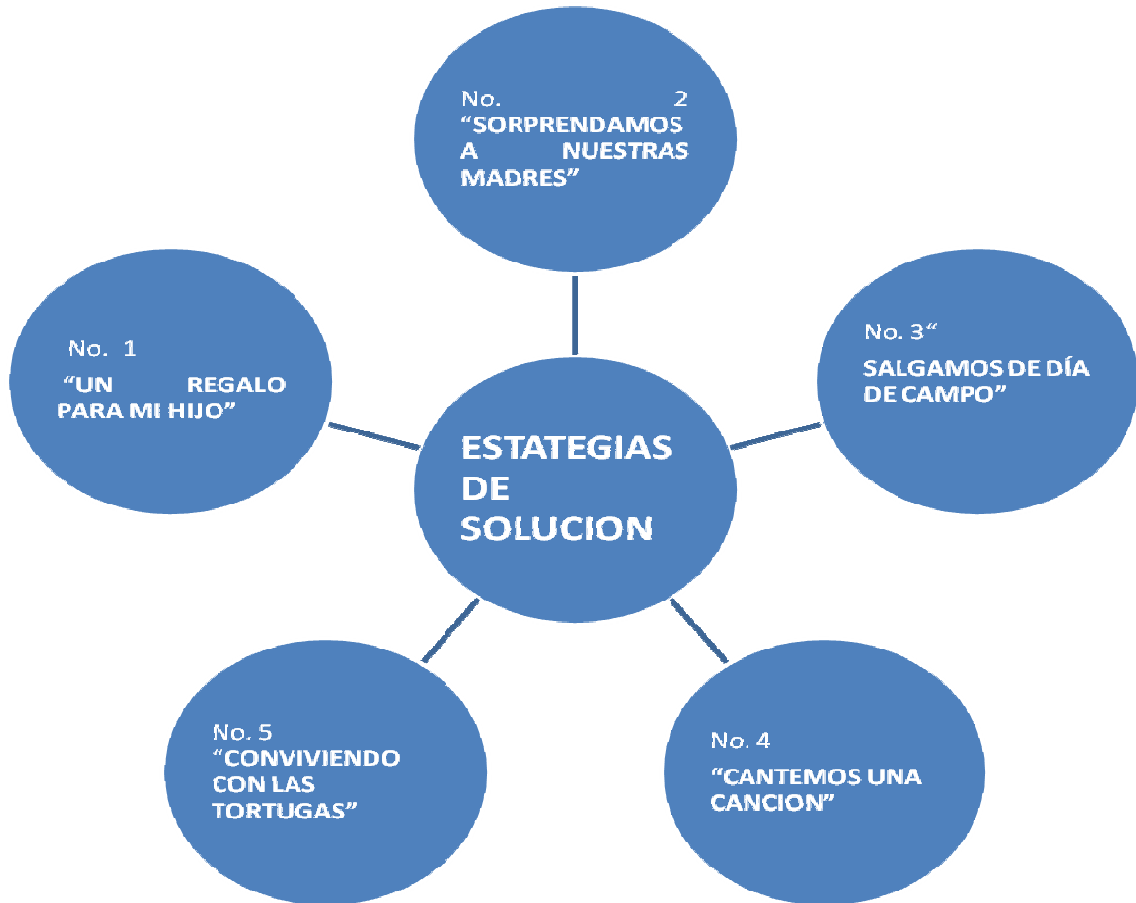 No. 2
“SORPRENDAMOS
A NUESTRAS
MADRES”
No. 1
“UN REGALO
PARA MI HIJO”
No. 3“
SALGAMOS DE DÍA
DE CAMPO”
ESTATEGIAS
DE
SOLUCION
No. 5
“CONVIVIENDO
CON LAS
TORTUGAS”
No. 4
“CANTEMOS UNA
CANCION”